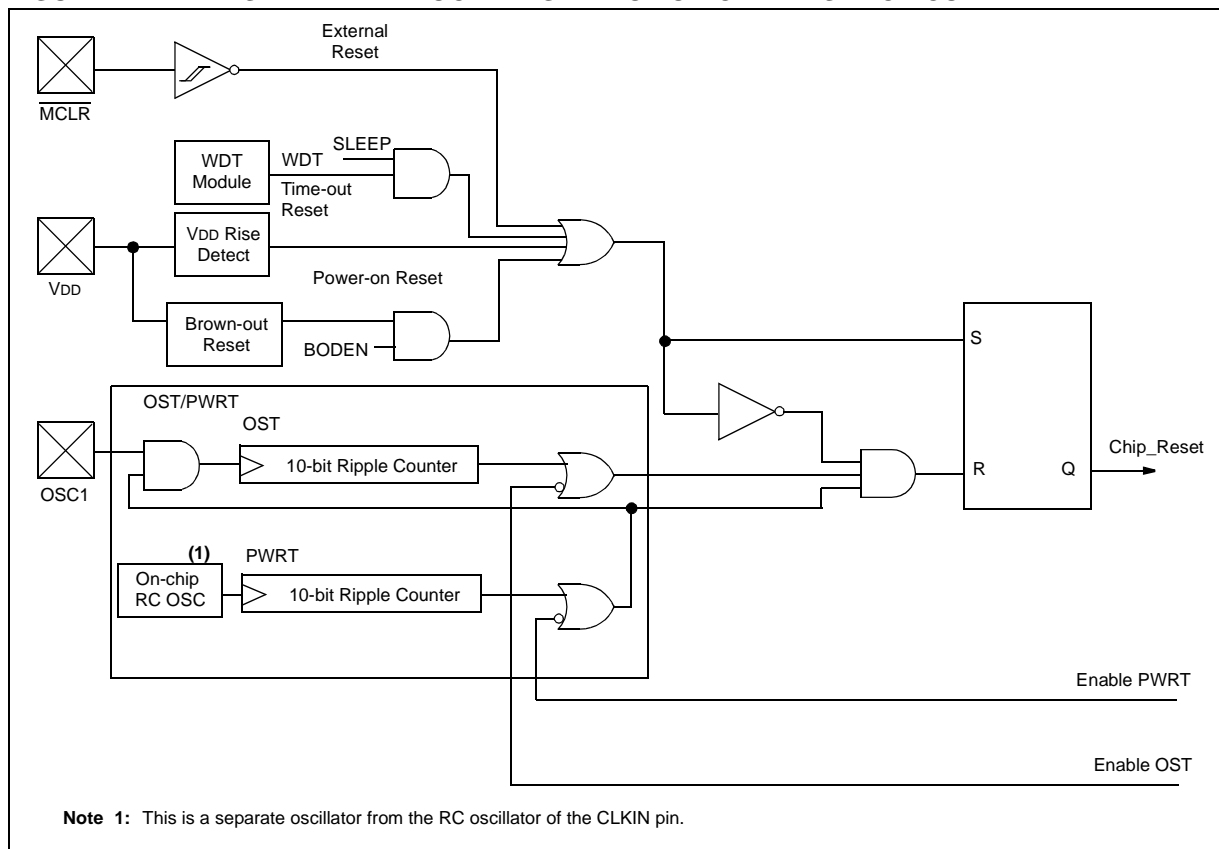 External
Reset
MCLR
SLEEP
WDT
Module
WDT
Time-out
Reset
VDD Rise
Detect
VDD
Power-on Reset
Brown-out
Reset
BODEN
S
OST/PWRT
OST
10-bit Ripple Counter
OSC1
Chip_Reset
R
Q
(1)
PWRT
On-chip
RC OSC
10-bit Ripple Counter
Enable PWRT
Enable OST
Note 1: This is a separate oscillator from the RC oscillator of the CLKIN pin.